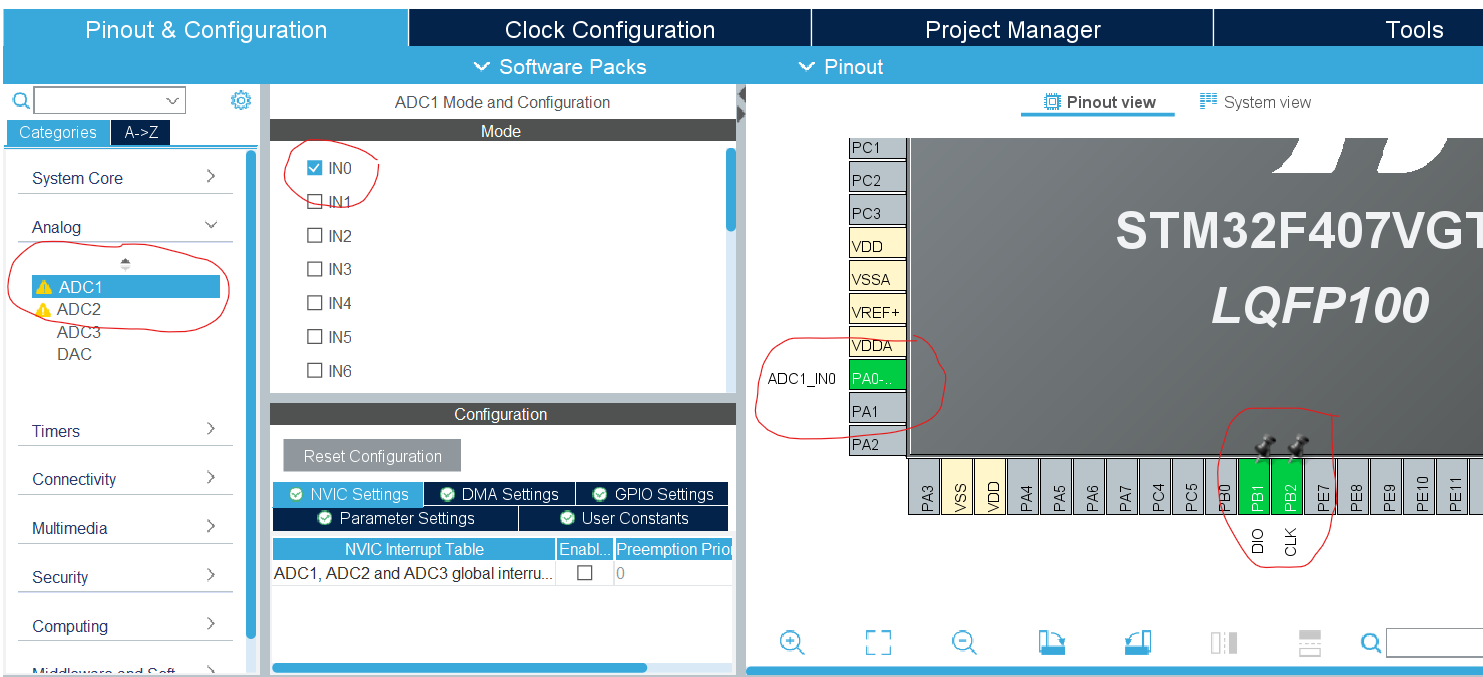 Pinout & Configuration
Clock Configuration
Project Manager
Tools
Software Packs
Pinout
Categories
A->Z
System Core
Analog
ADC1
ADC2
ADC3
DAC
Timers
Connectivity
Multimedia
Security
Computing
Middleware and Soft...
ADC1 Mode and Configuration
Mode
IN0
IN1
IN2
IN3
IN4
IN5
IN6
Configuration
Reset Configuration
NVIC Settings
DMA Settings
GPIO Settings
Parameter Settings
User Constants
NVIC Interrupt Table
Enabl...
Preemption Prior
ADC1, ADC2 and ADC3 global interru...
0
Pinout view
System view
PC1
PC2
PC3
VDD
VSSA
VREF+
VDDA
ADC1_IN0
PA0-..
PA1
PA2
STM32F407VGT
LQFP100
PA3
VSS
VDD
PA4
PA5
PA6
PA7
PC4
PC5
PB0
PB1
PB2
PE7
PE8
PE9
PE10
PE11
DIO
CLK